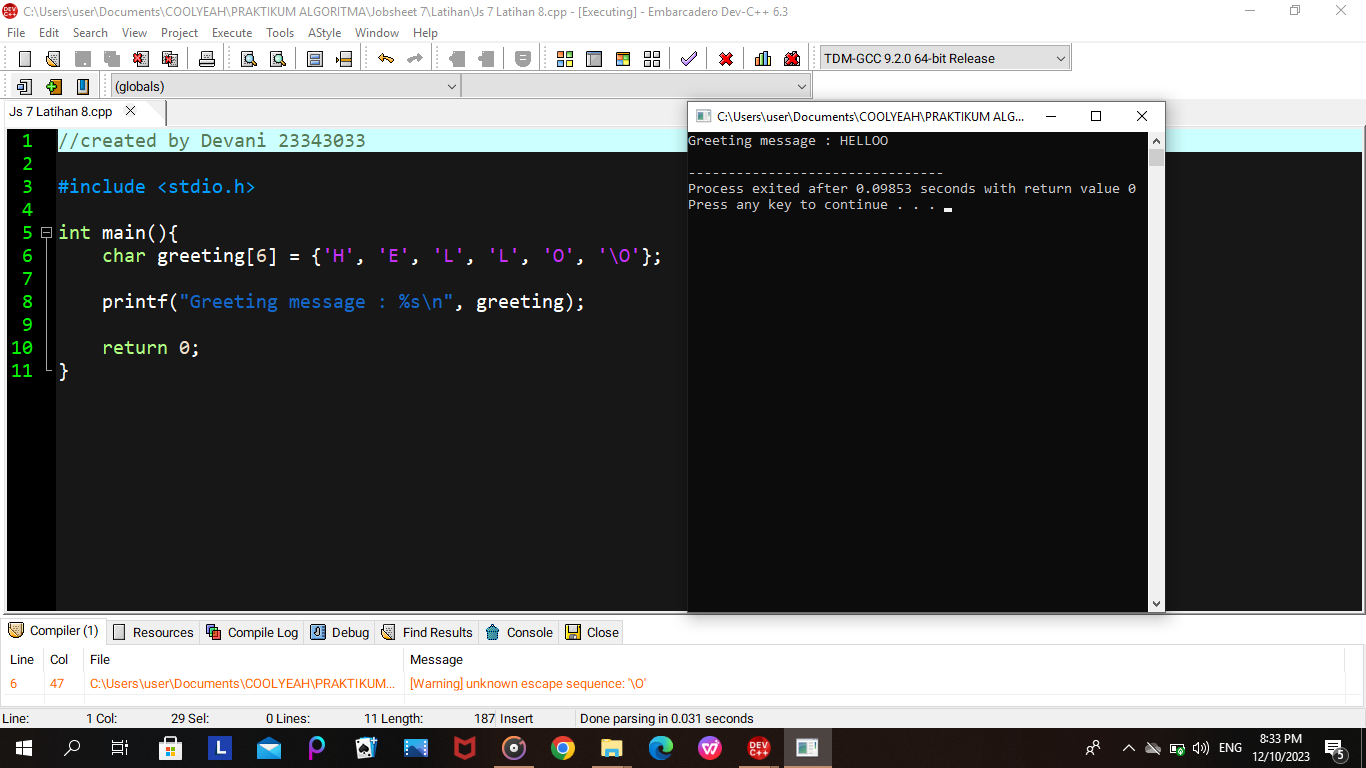 C:\Users\user\Documents\COOLYEAH\PRAKTIKUM ALGORITMA\Jobsheet 7\Latihan\Js 7 Latihan 8.cpp - [Executing] - Embarcadero Dev-C++ 6.3
File Edit Search View Project Execute Tools AStyle Window Help
TDM-GCC 9.2.0 64-bit Release
(globals)
Js 7 Latihan 8.cpp
1 //created by Devani 23343033
2
3 #include <stdio.h>
4
5 int main(){
6 char greeting[6] = {'H', 'E', 'L', 'L', 'O', '\O'};
7
8 printf("Greeting message : %s\n", greeting);
9
10 return 0;
11 }
C:\Users\user\Documents\COOLYEAH\PRAKTIKUM ALG...
Greeting message : HELLOO
--------------------------------
Process exited after 0.09853 seconds with return value 0
Press any key to continue . . .
Compiler (1) Resources Compile Log Debug Find Results Console Close
Line Col File Message
6 47 C:\Users\user\Documents\COOLYEAH\PRAKTIKUM... [Warning] unknown escape sequence: '\O'
Line: 1 Col: 29 Sel: 0 Lines: 11 Length: 187 Insert Done parsing in 0.031 seconds
L DEV C++ ENG 8:33 PM
12/10/2023 5